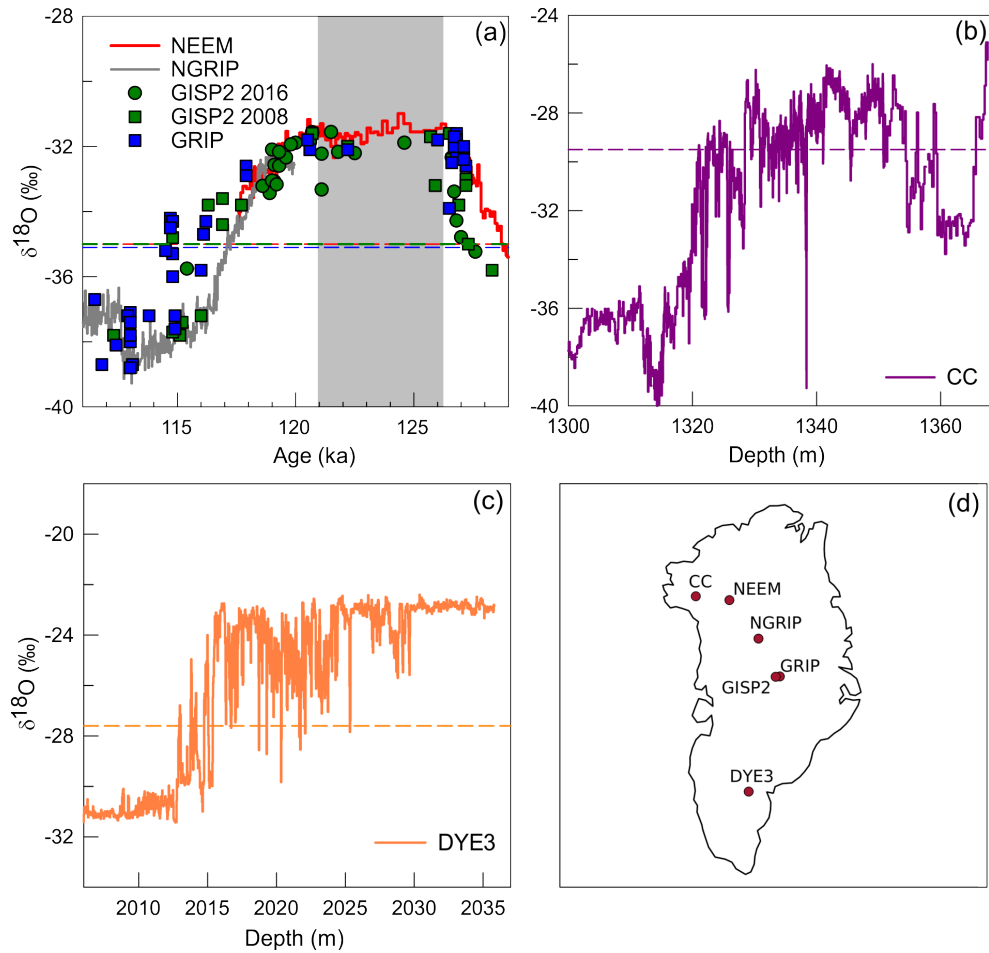 -28
-32
-36
-40
δ18O (‰)
(a)
NEEM
NGRIP
GISP2 2016
GISP2 2008
GRIP
115
120
125
Age (ka)
-24
-28
-32
-36
-40
δ18O (‰)
(b)
CC
1300
1320
1340
1360
Depth (m)
-20
-24
-28
-32
δ18O (‰)
(c)
DYE3
2010
2015
2020
2025
2030
2035
Depth (m)
(d)
CC
NEEM
NGRIP
GRIP
GISP2
DYE3